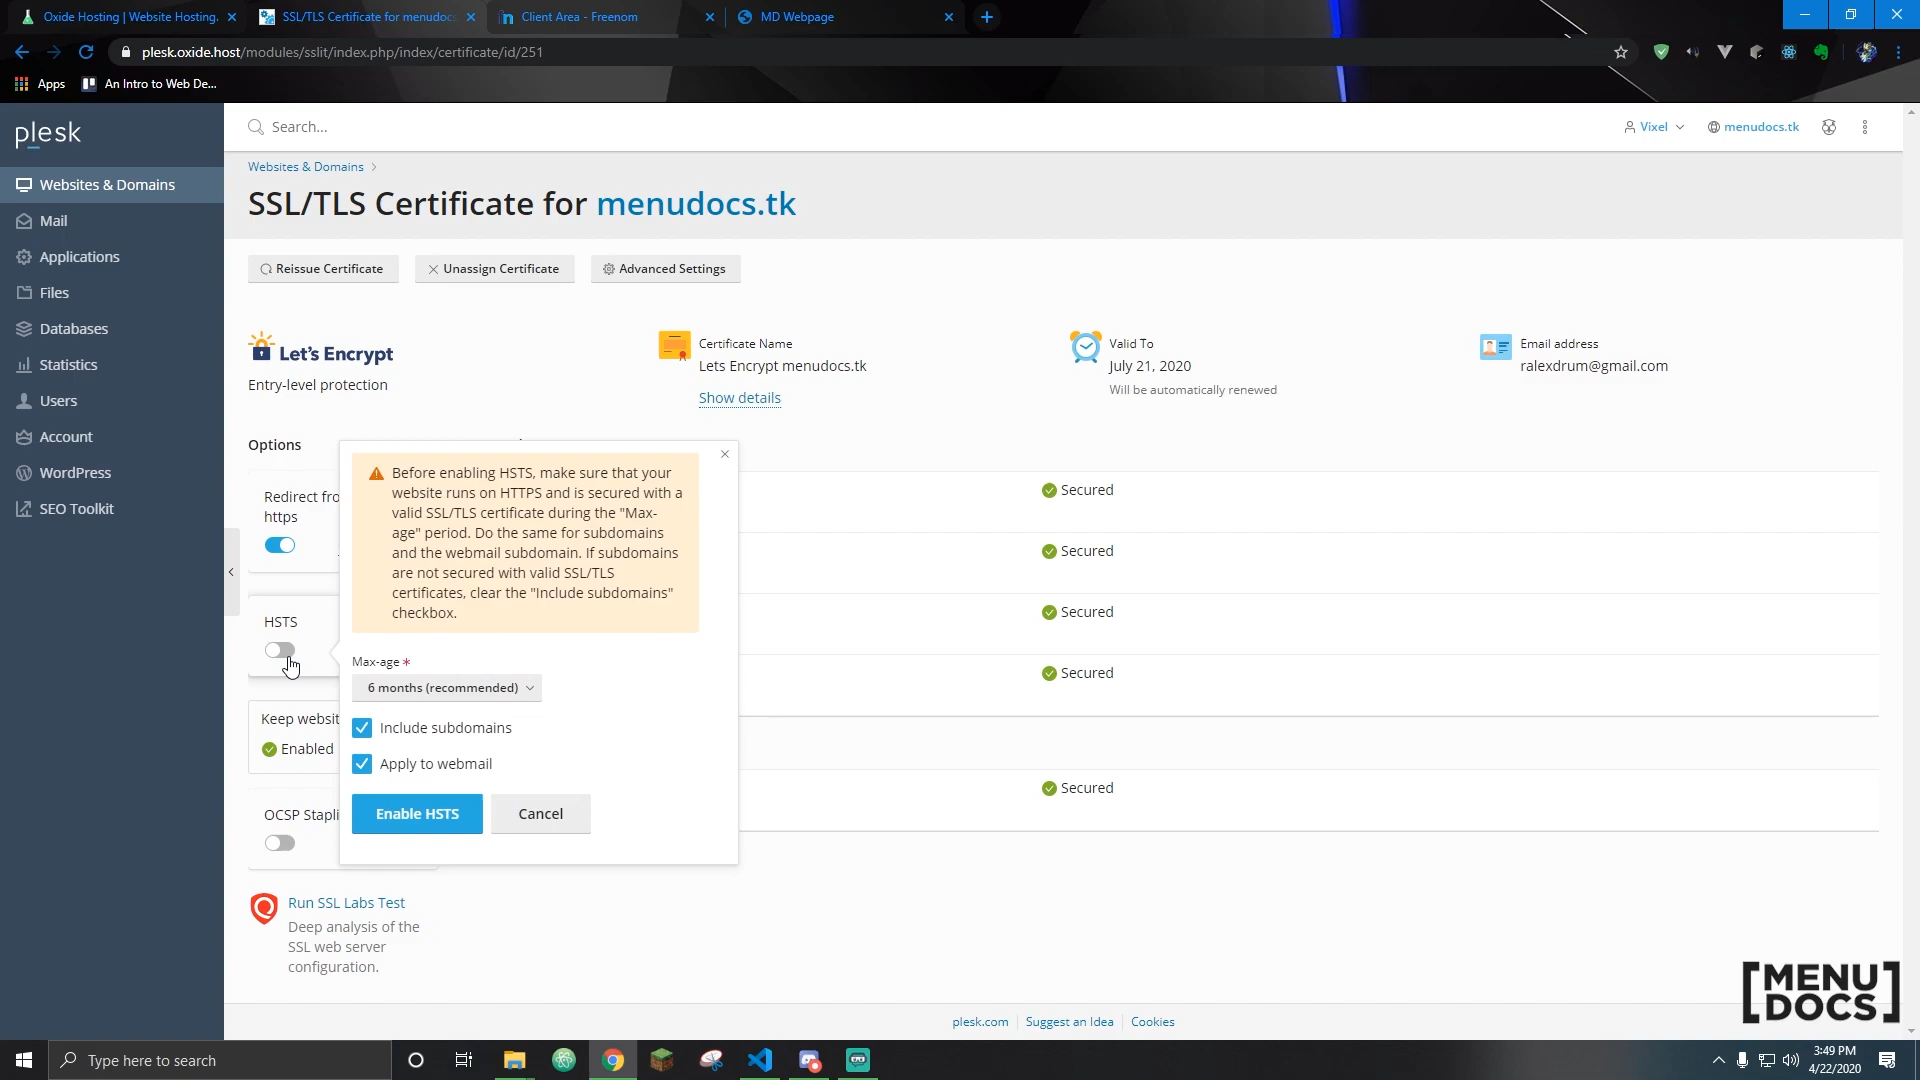 Oxide Hosting | Website Hosting.
SSL/TLS Certificate for menudocs
Client Area - Freenom
MD Webpage
plesk.oxide.host/modules/sslit/index.php/index/certificate/id/251
Apps
An Intro to Web De...
plesk
Search...
Vixel
menudocs.tk
Websites & Domains
Mail
Applications
Files
Databases
Statistics
Users
Account
WordPress
SEO Toolkit
Websites & Domains
SSL/TLS Certificate for menudocs.tk
Reissue Certificate
Unassign Certificate
Advanced Settings
Let's Encrypt
Entry-level protection
Certificate Name
Lets Encrypt menudocs.tk
Show details
Valid To
July 21, 2020
Will be automatically renewed
Email address
ralexdrum@gmail.com
Options
Redirect fro
https
HSTS
Keep websit
Enabled
OCSP Stapli
Before enabling HSTS, make sure that your
website runs on HTTPS and is secured with a
valid SSL/TLS certificate during the "Max-
age" period. Do the same for subdomains
and the webmail subdomain. If subdomains
are not secured with valid SSL/TLS
certificates, clear the "Include subdomains"
checkbox.
Max-age *
6 months (recommended)
Include subdomains
Apply to webmail
Enable HSTS
Cancel
Secured
Secured
Secured
Secured
Secured
Run SSL Labs Test
Deep analysis of the
SSL web server
configuration.
[MENU
DOCS]
plesk.com
Suggest an Idea
Cookies
Type here to search
3:49 PM
4/22/2020